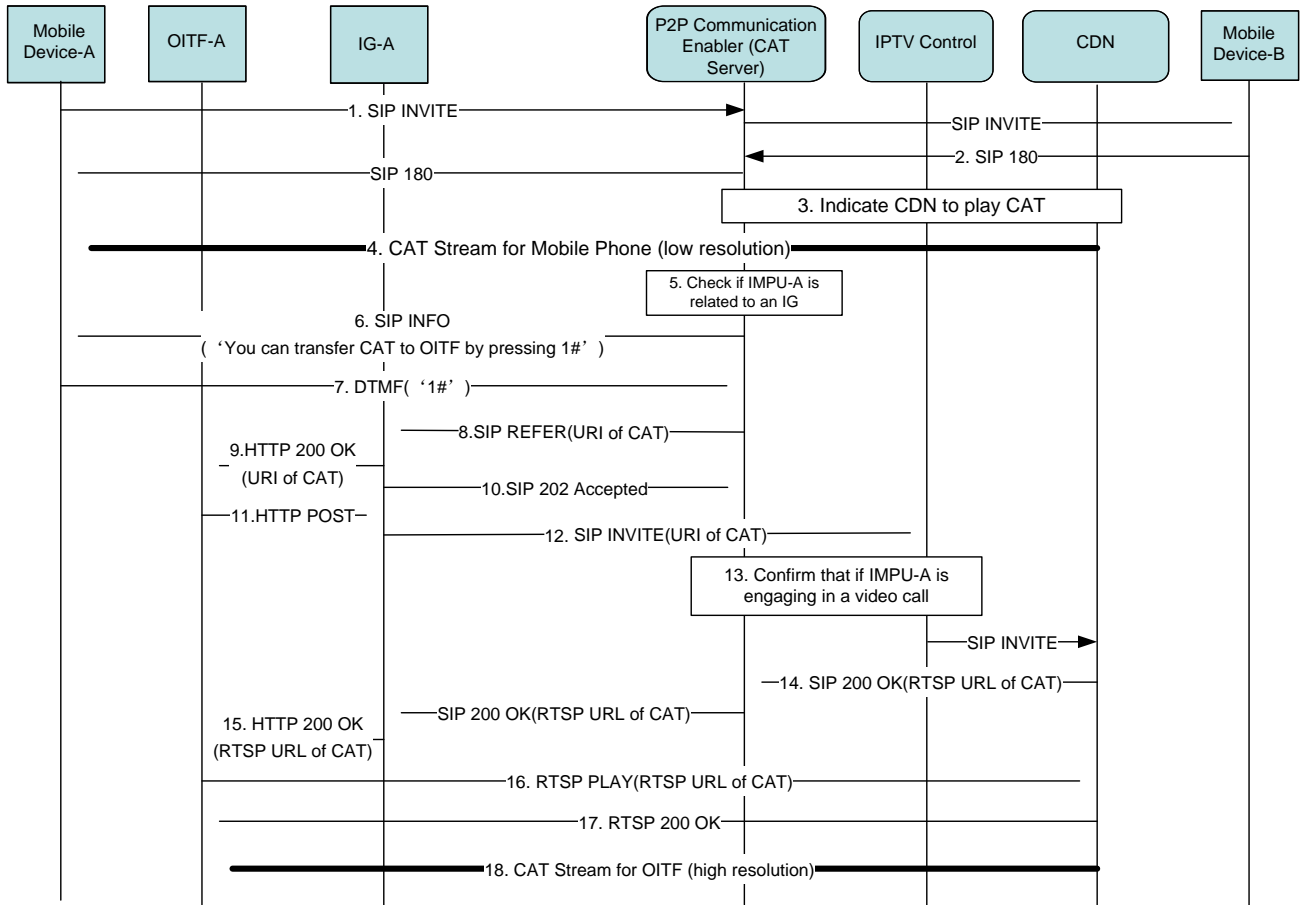 Mobile
Device-A
OITF-A
IG-A
P2P Communication
Enabler (CAT
Server)
IPTV Control
CDN
Mobile
Device-B
1. SIP INVITE
SIP INVITE
2. SIP 180
SIP 180
3. Indicate CDN to play CAT
4. CAT Stream for Mobile Phone (low resolution)
5. Check if IMPU-A is
related to an IG
6. SIP INFO
(‘You can transfer CAT to OITF by pressing 1#’)
7. DTMF(‘1#’)
8.SIP REFER(URI of CAT)
9.HTTP 200 OK
(URI of CAT)
10.SIP 202 Accepted
11.HTTP POST
12. SIP INVITE(URI of CAT)
13. Confirm that if IMPU-A is
engaging in a video call
SIP INVITE
14. SIP 200 OK(RTSP URL of CAT)
SIP 200 OK(RTSP URL of CAT)
15. HTTP 200 OK
(RTSP URL of CAT)
16. RTSP PLAY(RTSP URL of CAT)
17. RTSP 200 OK
18. CAT Stream for OITF (high resolution)